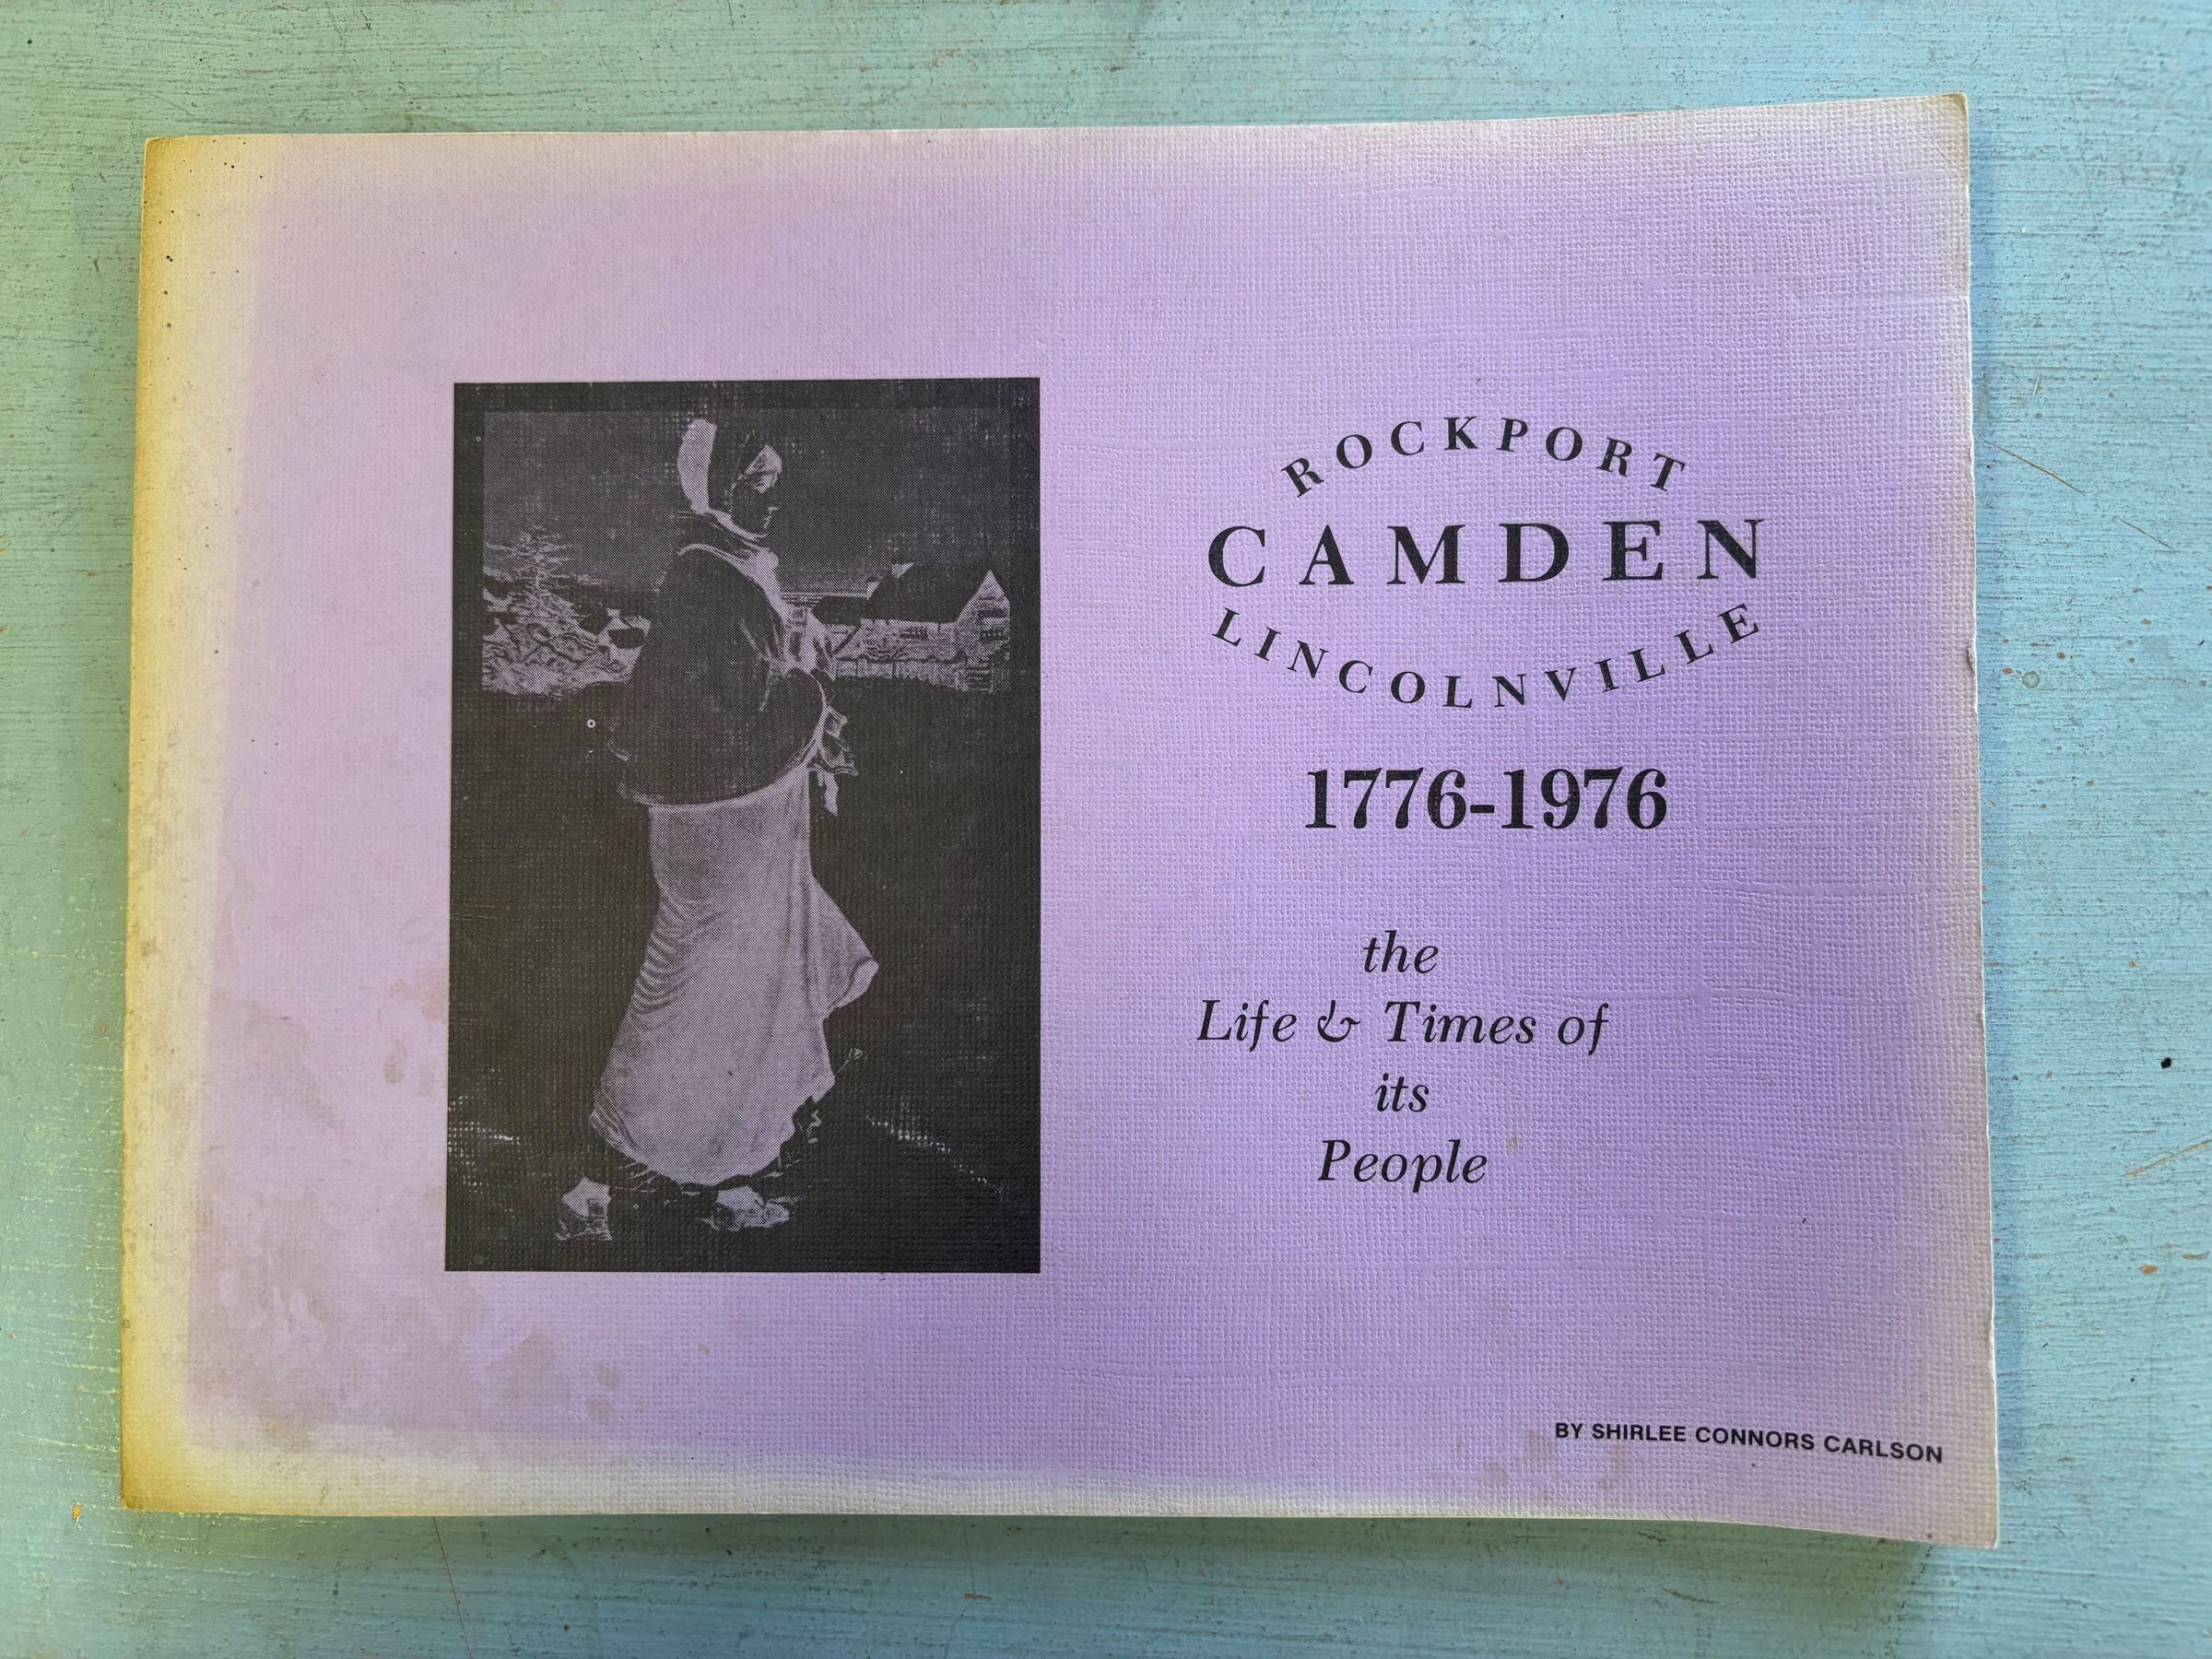 ROCKPORT
CAMDEN
LINCOLNVILLE
1776-1976
the
Life & Times of
its
People
BY SHIRLEE CONNORS CARLSON